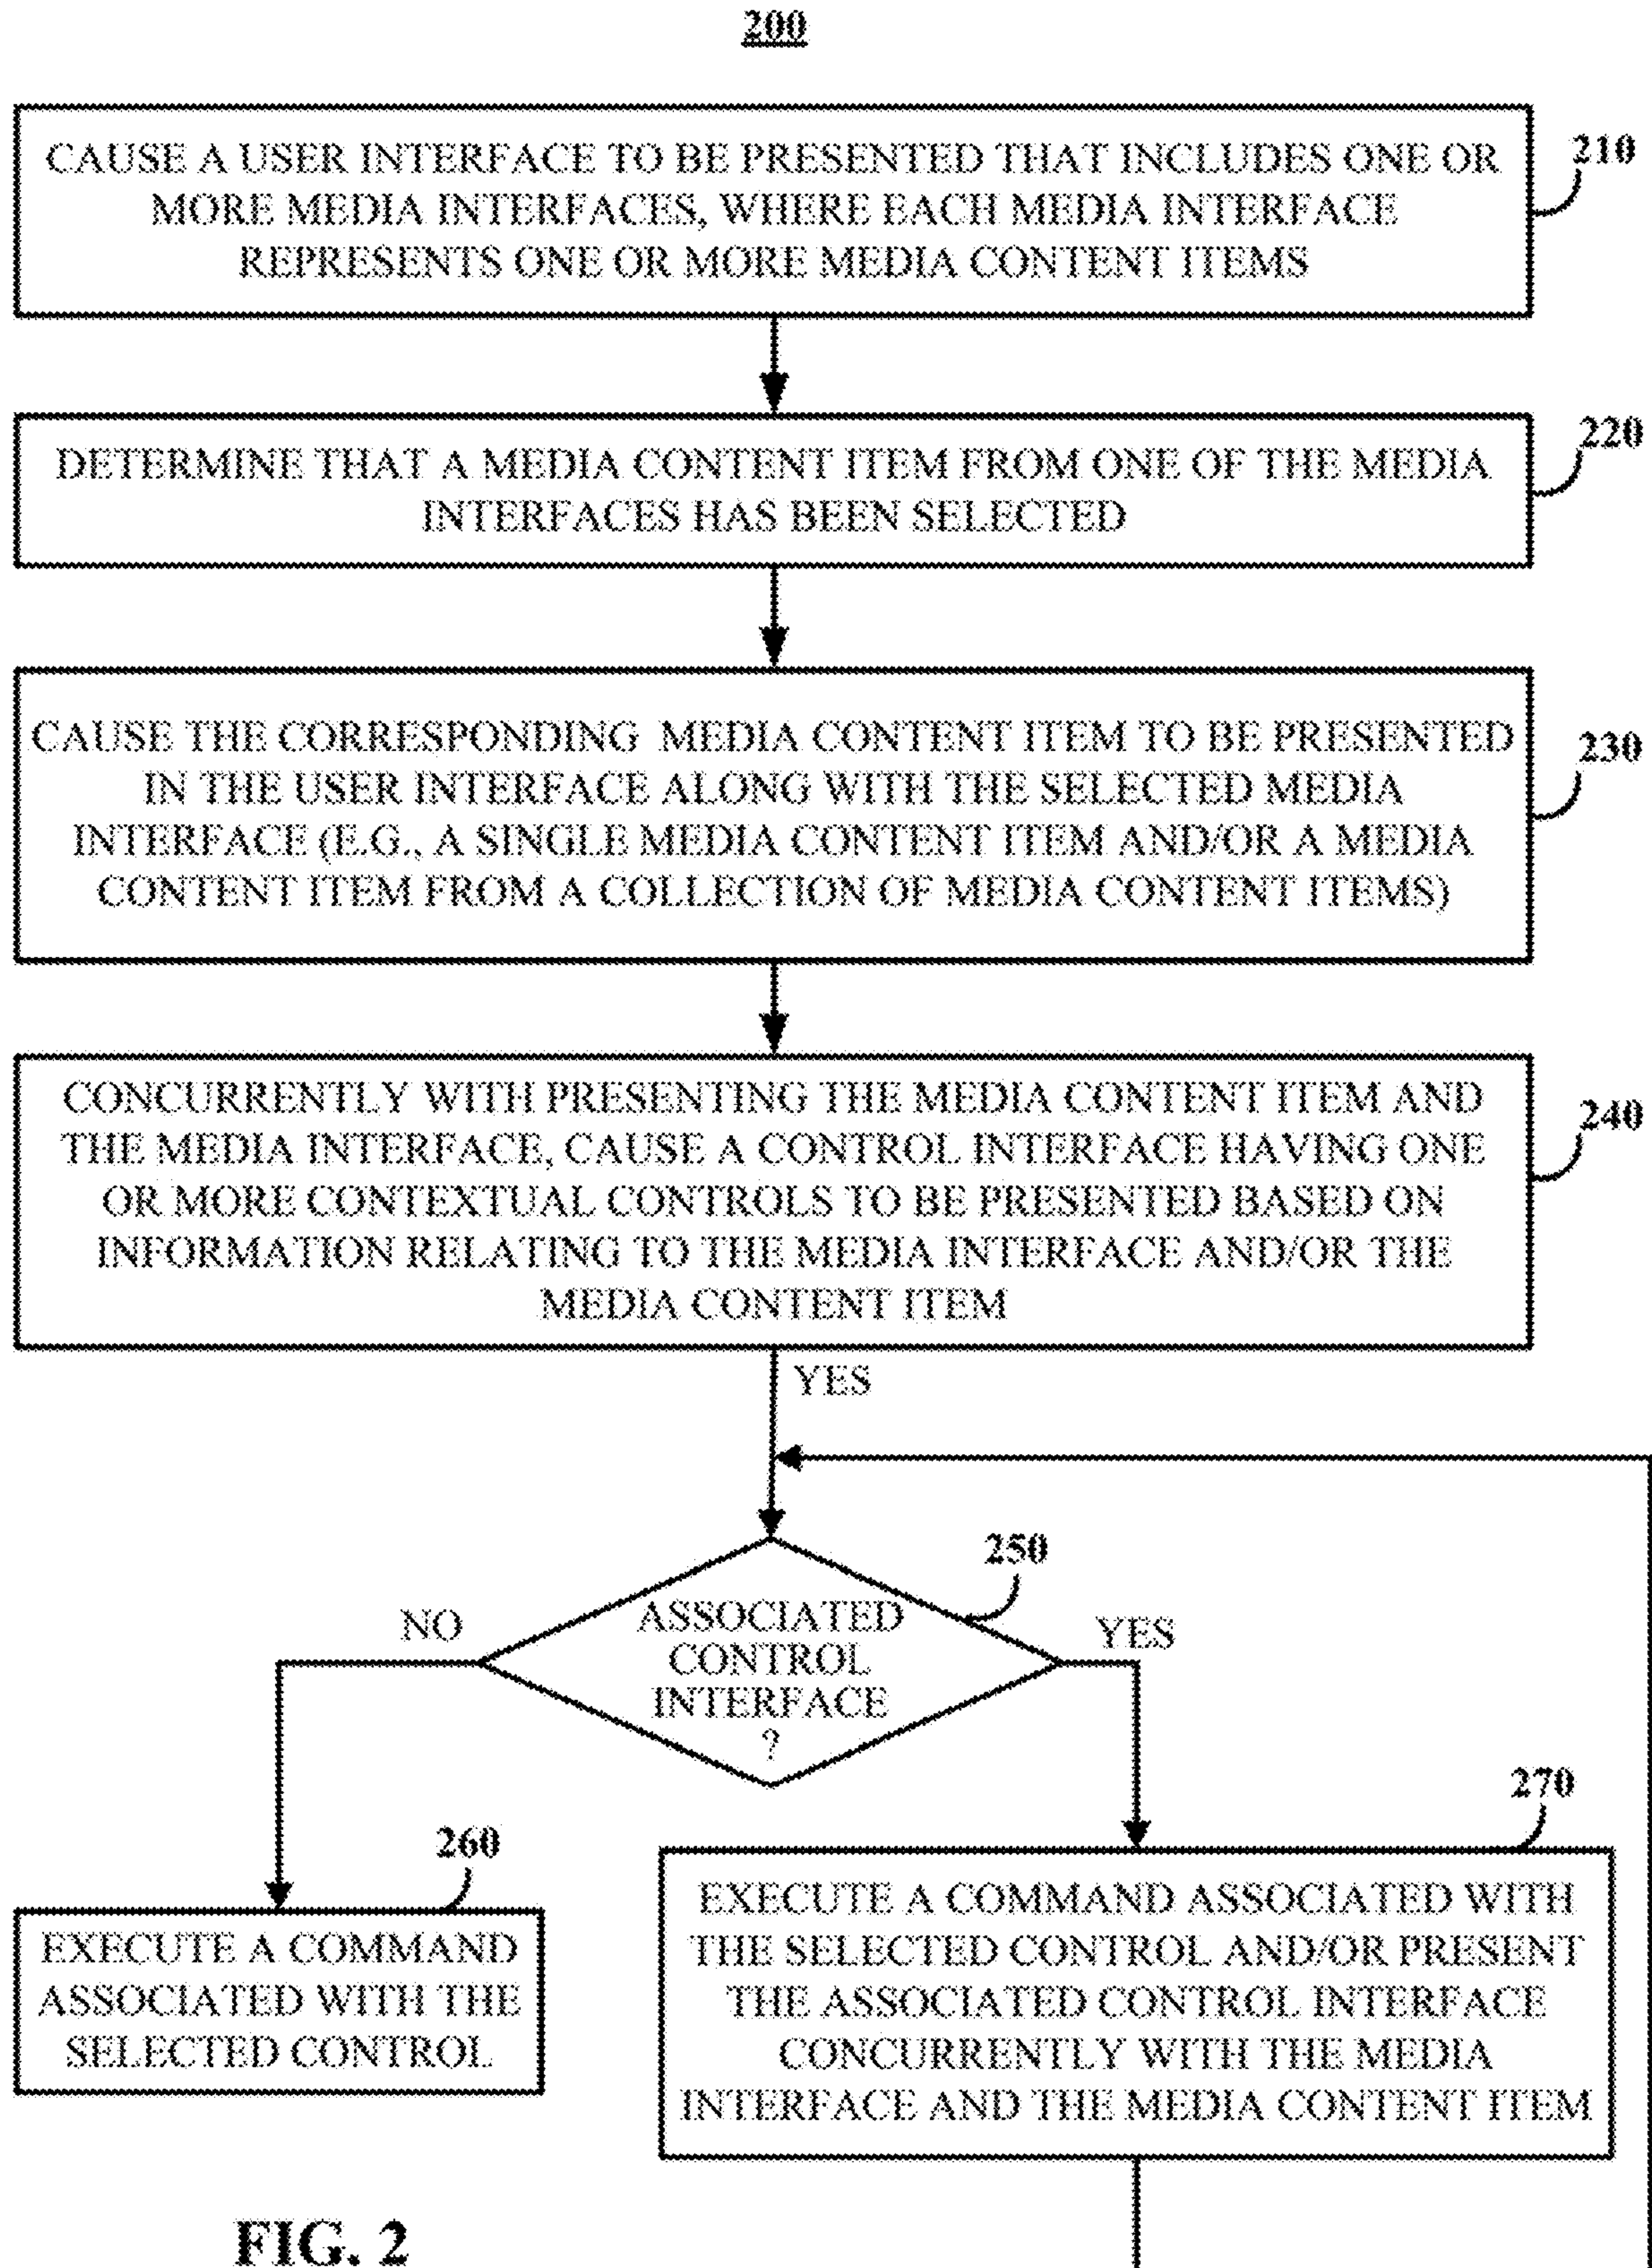 200
CAUSE A USER INTERFACE TO BE PRESENTED THAT INCLUDES ONE OR
MORE MEDIA INTERFACES, WHERE EACH MEDIA INTERFACE
REPRESENTS ONE OR MORE MEDIA CONTENT ITEMS
210
DETERMINE THAT A MEDIA CONTENT ITEM FROM ONE OF THE MEDIA
INTERFACES HAS BEEN SELECTED
220
CAUSE THE CORRESPONDING MEDIA CONTENT ITEM TO BE PRESENTED
IN THE USER INTERFACE ALONG WITH THE SELECTED MEDIA
INTERFACE (E.G., A SINGLE MEDIA CONTENT ITEM AND/OR A MEDIA
CONTENT ITEM FROM A COLLECTION OF MEDIA CONTENT ITEMS)
230
CONCURRENTLY WITH PRESENTING THE MEDIA CONTENT ITEM AND
THE MEDIA INTERFACE, CAUSE A CONTROL INTERFACE HAVING ONE
OR MORE CONTEXTUAL CONTROLS TO BE PRESENTED BASED ON
INFORMATION RELATING TO THE MEDIA INTERFACE AND/OR THE
MEDIA CONTENT ITEM
240
YES
250
NO
ASSOCIATED
CONTROL
INTERFACE
?
YES
260
EXECUTE A COMMAND
ASSOCIATED WITH THE
SELECTED CONTROL
270
EXECUTE A COMMAND ASSOCIATED WITH
THE SELECTED CONTROL AND/OR PRESENT
THE ASSOCIATED CONTROL INTERFACE
CONCURRENTLY WITH THE MEDIA
INTERFACE AND THE MEDIA CONTENT ITEM
FIG. 2